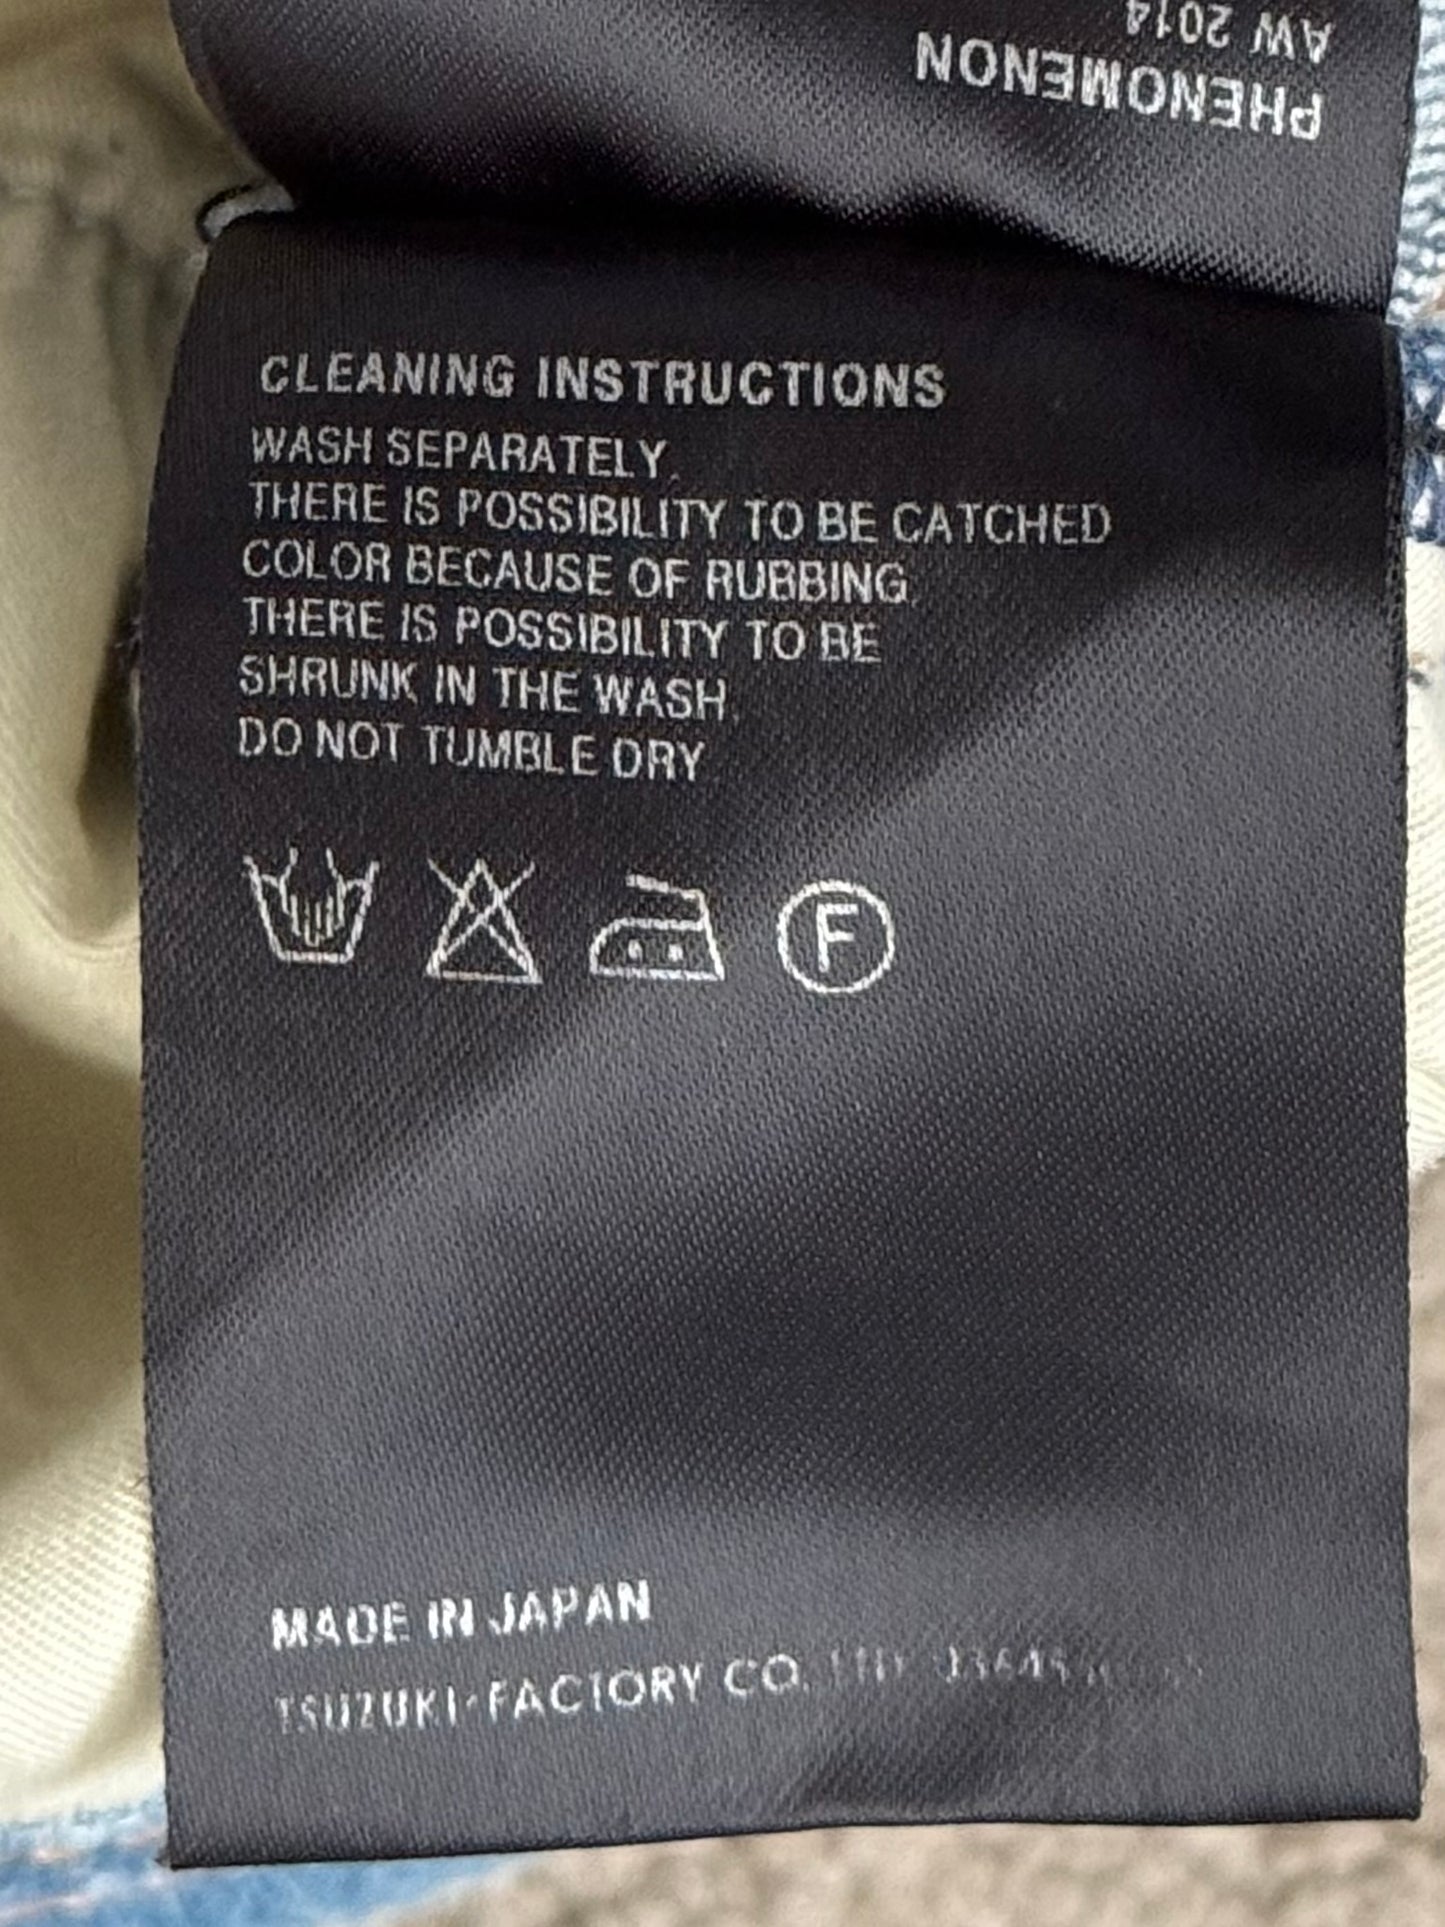 PHENOMENON
AW 2014
CLEANING INSTRUCTIONS
WASH SEPARATELY.
THERE IS POSSIBILITY TO BE CATCHED
COLOR BECAUSE OF RUBBING.
THERE IS POSSIBILITY TO BE
SHRUNK IN THE WASH.
DO NOT TUMBLE DRY
F
MADE IN JAPAN
TSUZUKI-FACTORY CO.